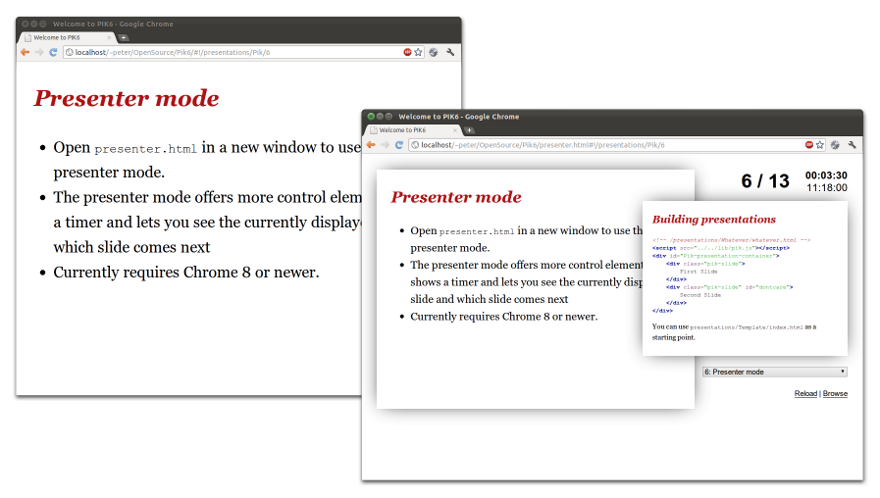 Welcome to PIK6 - Google Chrome
Welcome to PIK6
localhost/~peter/OpenSource/Pik6/#!/presentations/Pik/6
Presenter mode
Open presenter.html in a new window to use
presenter mode.
The presenter mode offers more control elem
a timer and lets you see the currently displaye
which slide comes next
Currently requires Chrome 8 or newer.
Welcome to PIK6 - Google Chrome
Welcome to PIK6
localhost/~peter/OpenSource/Pik6/presenter.html#!/presentations/Pik/6
Presenter mode
Open presenter.html in a new window to use th
presenter mode.
The presenter mode offers more control element
shows a timer and lets you see the currently disp
slide and which slide comes next
Currently requires Chrome 8 or newer.
6 / 13
00:03:30
11:18:00
Building presentations
<!-- /presentations/Whatever/whatever.html -->
<script src="../../lib/pik.js"></script>
<div id="Pik-presentation-container">
<div class="pik-slide">
First Slide
</div>
<div class="pik-slide" id="dontcare">
Second Slide
</div>
</div>
You can use presentations/Template/index.html as a
starting point.
6: Presenter mode
Reload | Browse